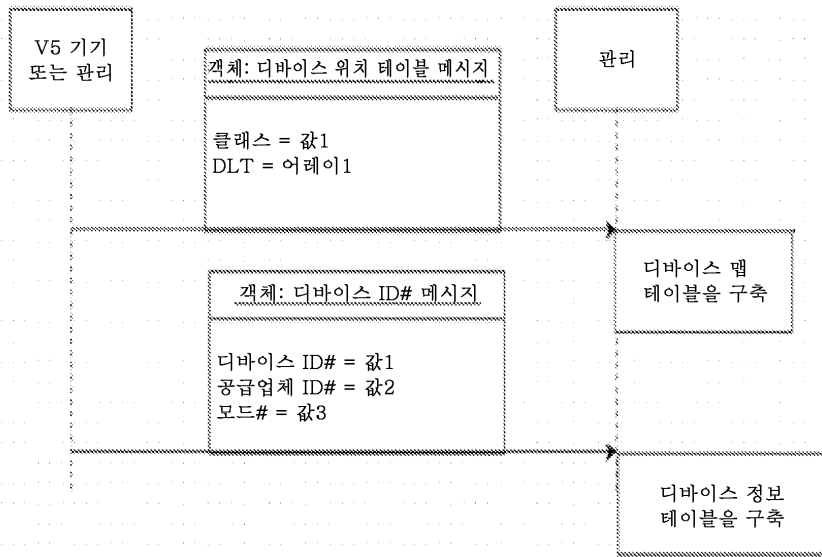 V5 기기
또는 관리
객체: 디바이스 위치 테이블 메시지
관리
클래스 = 값1
DLT = 어레이1
디바이스 맵
테이블을 구축
객체: 디바이스 ID# 메시지
디바이스 ID# = 값1
공급업체 ID# = 값2
모드# = 값3
디바이스 정보
테이블을 구축